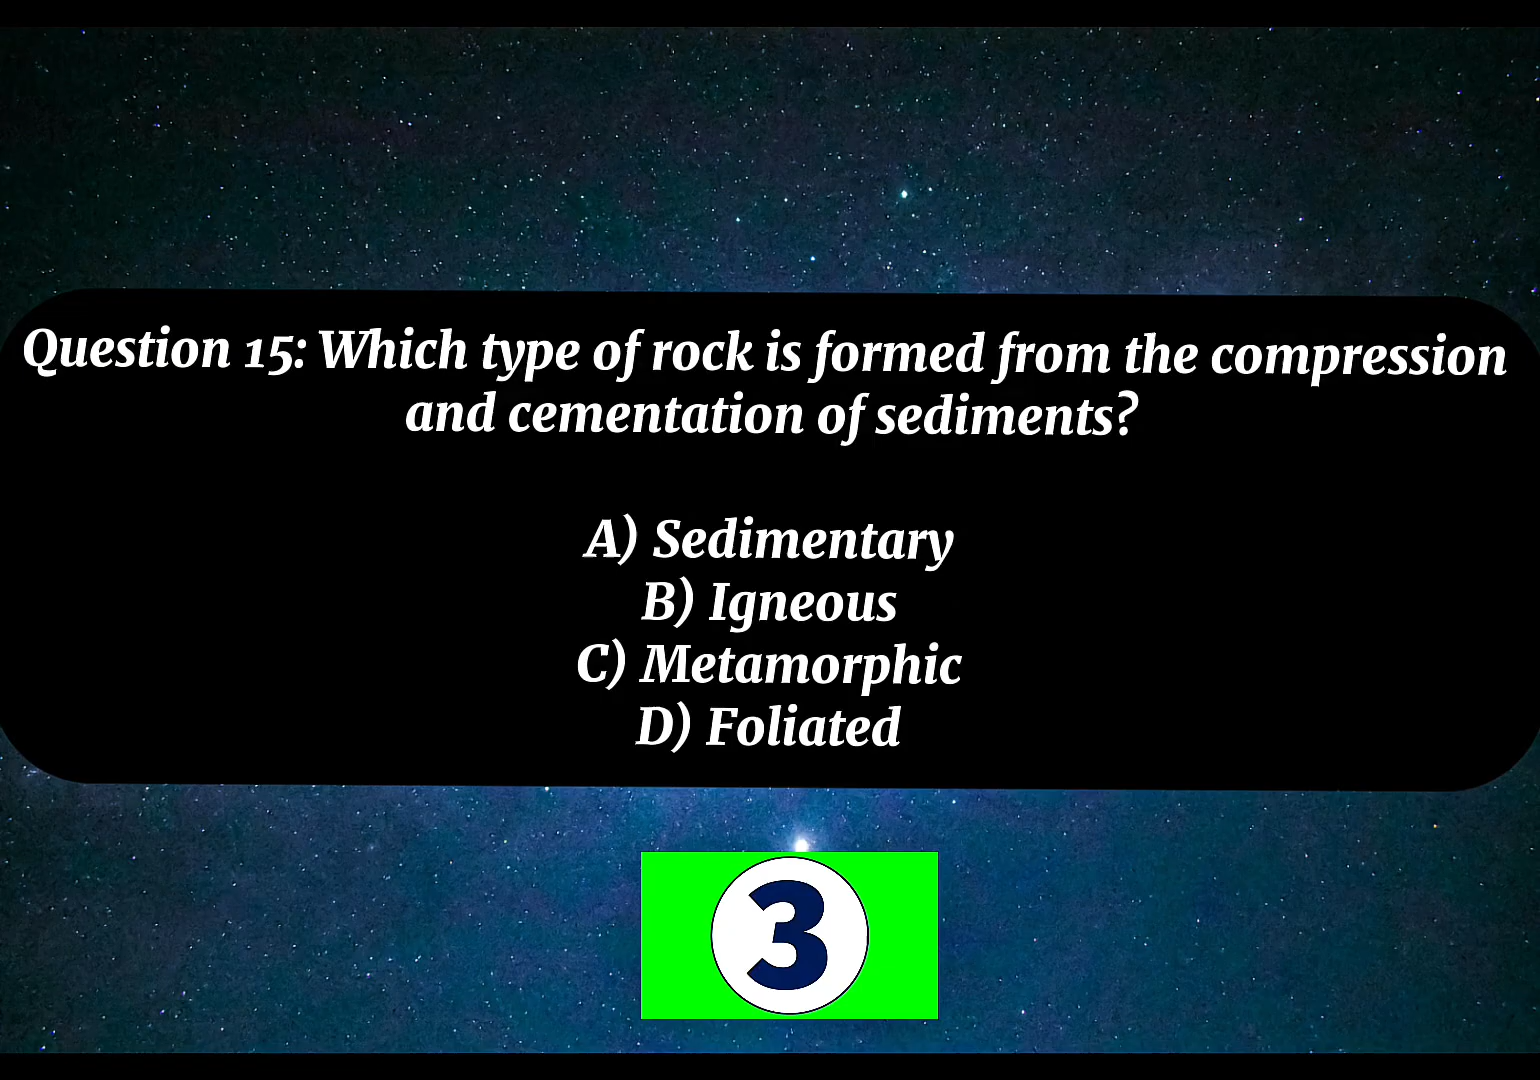 Question 15: Which type of rock is formed from the compression
and cementation of sediments?
A) Sedimentary
B) Igneous
C) Metamorphic
D) Foliated
3